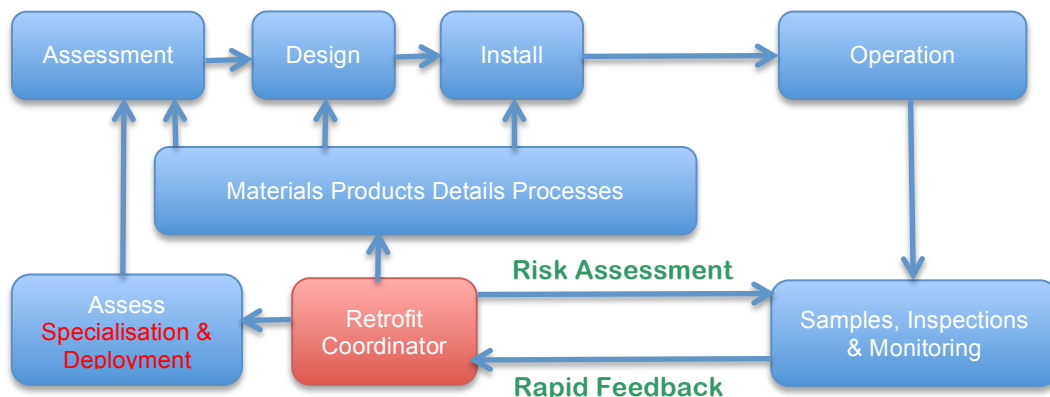 Assessment
Design
Install
Operation
Materials Products Details Processes
Risk Assessment
Assess
Specialisation &
Deployment
Retrofit
Coordinator
Samples, Inspections
& Monitoring
Rapid Feedback